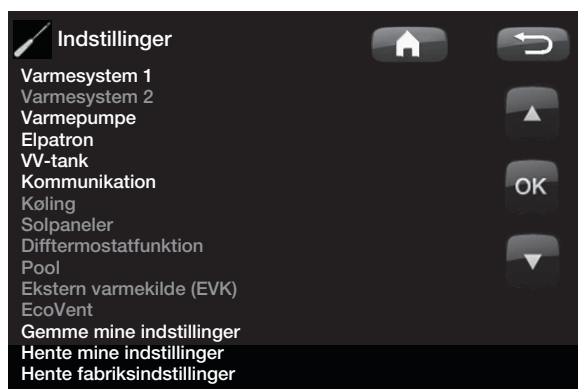 Indstillinger
Varmesystem 1
Varmesystem 2
Varmepumpe
Elpatron
VV-tank
Kommunikation
OK
Køling
Solpaneler
Difftermostatfunktion
Pool
Ekstern varmekilde (EVK)
EcoVent
Gemme mine indstillinger
Hente mine indstillinger
Hente fabriksindstillinger